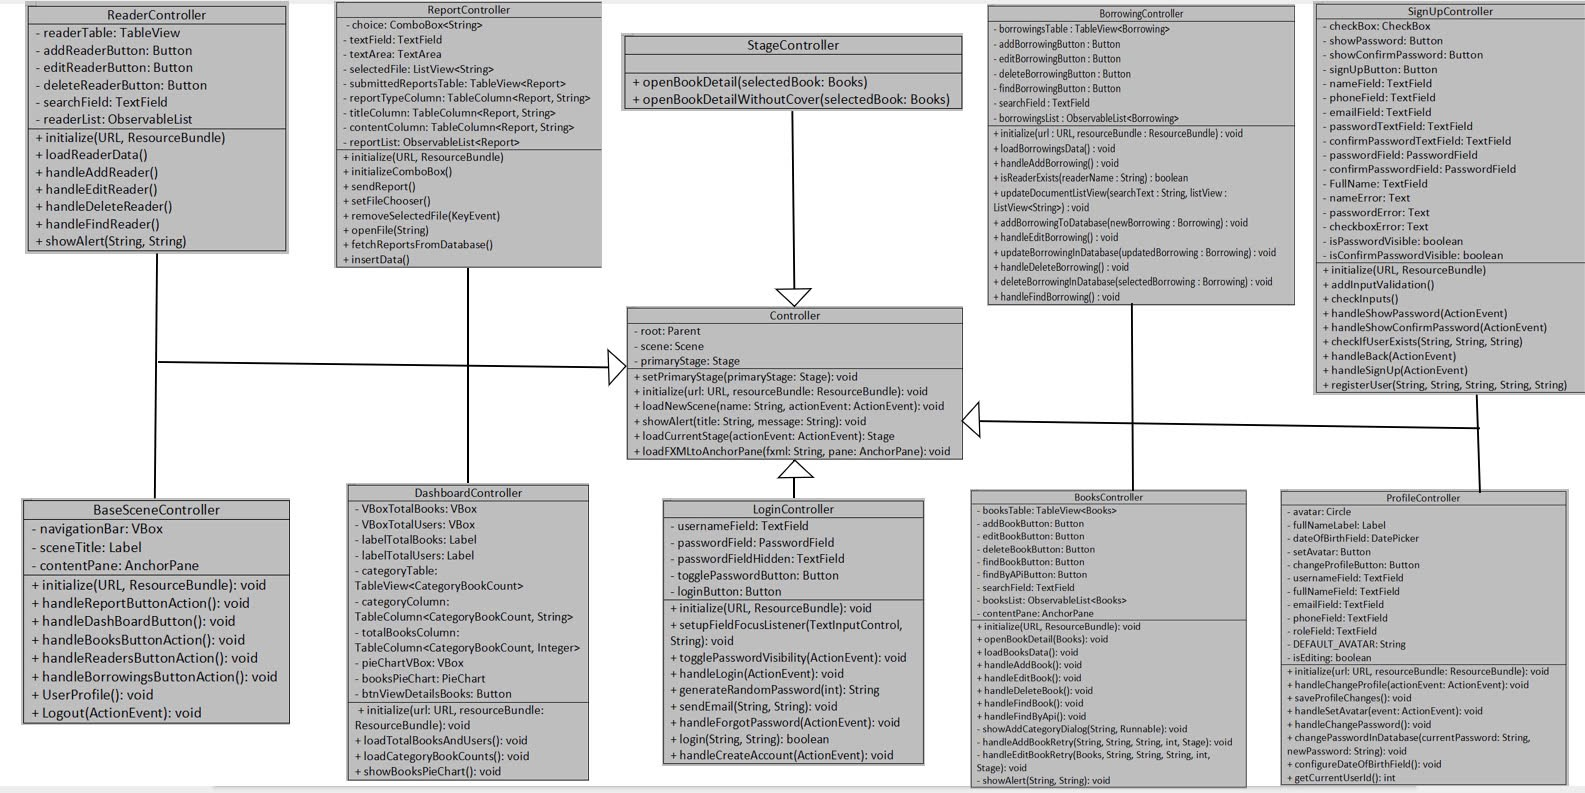 ReaderController
- readerTable: TableView
- addReaderButton: Button
- editReaderButton: Button
- deleteReaderButton: Button
- searchField: TextField
- readerList: ObservableList
+ initialize(URL, ResourceBundle)
+ loadReaderData()
+ handleAddReader()
+ handleEditReader()
+ handleDeleteReader()
+ handleFindReader()
+ showAlert(String, String)
ReportController
- choice: ComboBox<String>
- textField: TextField
- textArea: TextArea
- selectedFile: ListView<String>
- submittedReportsTable: TableView<Report>
- reportTypeColumn: TableColumn<Report, String>
- titleColumn: TableColumn<Report, String>
- contentColumn: TableColumn<Report, String>
- reportList: ObservableList<Report>
+ initialize(URL, ResourceBundle)
+ initializeComboBox()
+ sendReport()
+ setFileChooser()
+ removeSelectedFile(KeyEvent)
+ openFile(String)
+ fetchReportsFromDatabase()
+ insertData()
StageController
+ openBookDetail(selectedBook: Books)
+ openBookDetailWithoutCover(selectedBook: Books)
BorrowingController
- borrowingsTable : TableView<Borrowing>
- addBorrowingButton : Button
- editBorrowingButton : Button
- deleteBorrowingButton : Button
- findBorrowingButton : Button
- searchField : TextField
- borrowingsList : ObservableList<Borrowing>
+ initialize(url : URL, resourceBundle : ResourceBundle) : void
+ loadBorrowingsData() : void
+ handleAddBorrowing() : void
+ isReaderExists(readerName : String) : boolean
+ updateDocumentListView(searchText : String, listView :
ListView<String>) : void
+ addBorrowingToDatabase(newBorrowing : Borrowing) : void
+ handleEditBorrowing() : void
+ updateBorrowingInDatabase(updatedBorrowing : Borrowing) : void
+ handleDeleteBorrowing() : void
+ deleteBorrowingInDatabase(selectedBorrowing : Borrowing) : void
+ handleFindBorrowing() : void
SignUpController
- checkBox: CheckBox
- showPassword: Button
- showConfirmPassword: Button
- signUpButton: Button
- nameField: TextField
- phoneField: TextField
- emailField: TextField
- passwordTextField: TextField
- confirmPasswordTextField: TextField
- passwordField: PasswordField
- confirmPasswordField: PasswordField
- FullName: TextField
- nameError: Text
- passwordError: Text
- checkboxError: Text
- isPasswordVisible: boolean
- isConfirmPasswordVisible: boolean
+ initialize(URL, ResourceBundle)
+ addInputValidation()
+ checkInputs()
+ handleShowPassword(ActionEvent)
+ handleShowConfirmPassword(ActionEvent)
+ checkIfUserExists(String, String, String)
+ handleBack(ActionEvent)
+ handleSignUp(ActionEvent)
+ registerUser(String, String, String, String, String)
Controller
- root: Parent
- scene: Scene
- primaryStage: Stage
+ setPrimaryStage(primaryStage: Stage): void
+ initialize(url: URL, resourceBundle: ResourceBundle): void
+ loadNewScene(name: String, actionEvent: ActionEvent): void
+ showAlert(title: String, message: String): void
+ loadCurrentStage(actionEvent: ActionEvent): Stage
+ loadFXMLtoAnchorPane(fxml: String, pane: AnchorPane): void
BaseSceneController
- navigationBar: VBox
- sceneTitle: Label
- contentPane: AnchorPane
+ initialize(URL, ResourceBundle): void
+ handleReportButtonAction(): void
+ handleDashBoardButton(): void
+ handleBooksButtonAction(): void
+ handleReadersButtonAction(): void
+ handleBorrowingsButtonAction(): void
+ UserProfile(): void
+ Logout(ActionEvent): void
DashboardController
- VBoxTotalBooks: VBox
- VBoxTotalUsers: VBox
- labelTotalBooks: Label
- labelTotalUsers: Label
- categoryTable:
TableView<CategoryBookCount>
- categoryColumn:
TableColumn<CategoryBookCount, String>
- totalBooksColumn:
TableColumn<CategoryBookCount, Integer>
- pieChartVBox: VBox
- booksPieChart: PieChart
- btnViewDetailsBooks: Button
+ initialize(url: URL, resourceBundle:
ResourceBundle): void
+ loadTotalBooksAndUsers(): void
+ loadCategoryBookCounts(): void
+ showBooksPieChart(): void
LoginController
- usernameField: TextField
- passwordField: PasswordField
- passwordFieldHidden: TextField
- togglePasswordButton: Button
- loginButton: Button
+ initialize(URL, ResourceBundle): void
+ setupFieldFocusListener(TextInputControl,
String): void
+ togglePasswordVisibility(ActionEvent): void
+ handleLogin(ActionEvent): void
+ generateRandomPassword(int): String
+ sendEmail(String, String): void
+ handleForgotPassword(ActionEvent): void
+ login(String, String): boolean
+ handleCreateAccount(ActionEvent): void
BooksController
- booksTable: TableView<Books>
- addBookButton: Button
- editBookButton: Button
- deleteBookButton: Button
- findBookButton: Button
- findByAPiButton: Button
- searchField: TextField
- booksList: ObservableList<Books>
- contentPane: AnchorPane
+ initialize(URL, ResourceBundle): void
+ openBookDetail(Books): void
+ loadBooksData(): void
+ handleAddBook(): void
+ handleEditBook(): void
+ handleDeleteBook(): void
+ handleFindBook(): void
+ handleFindByApi(): void
- showAddCategoryDialog(String, Runnable): void
- handleAddBookRetry(String, String, String, int, Stage): void
- handleEditBookRetry(Books, String, String, String, int,
Stage): void
- showAlert(String, String): void
ProfileController
- avatar: Circle
- fullNameLabel: Label
- dateOfBirthField: DatePicker
- setAvatar: Button
- changeProfileButton: Button
- usernameField: TextField
- fullNameField: TextField
- emailField: TextField
- phoneField: TextField
- roleField: TextField
- DEFAULT_AVATAR: String
- isEditing: boolean
+ initialize(url: URL, resourceBundle: ResourceBundle): void
+ handleChangeProfile(actionEvent: ActionEvent): void
+ saveProfileChanges(): void
+ handleSetAvatar(event: ActionEvent): void
+ handleChangePassword(): void
+ changePasswordInDatabase(currentPassword: String,
newPassword: String): void
+ configureDateOfBirthField(): void
+ getCurrentUserId(): int